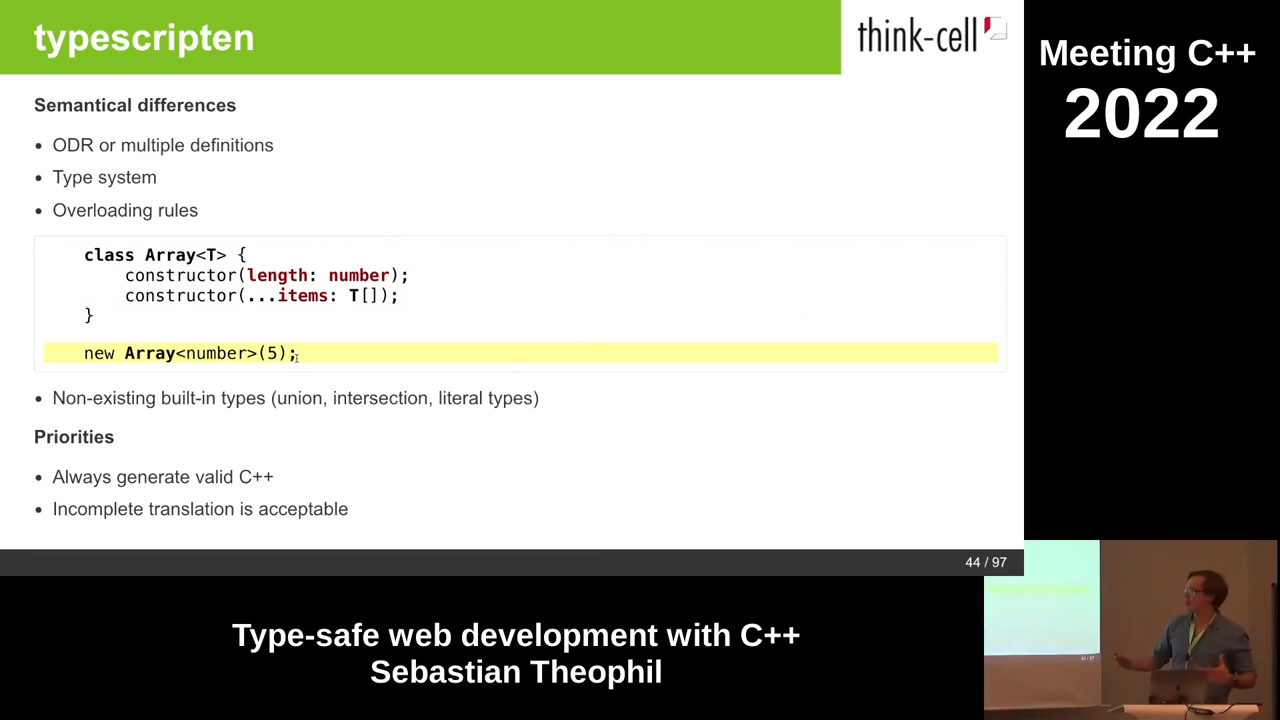 typescripten
think-cell
Meeting C++
2022
Semantical differences
• ODR or multiple definitions
• Type system
• Overloading rules
class Array<T> {
    constructor(length: number);
    constructor(...items: T[]);
}
new Array<number>(5);
• Non-existing built-in types (union, intersection, literal types)
Priorities
• Always generate valid C++
• Incomplete translation is acceptable
44 / 97
Type-safe web development with C++
Sebastian Theophil
44 / 97